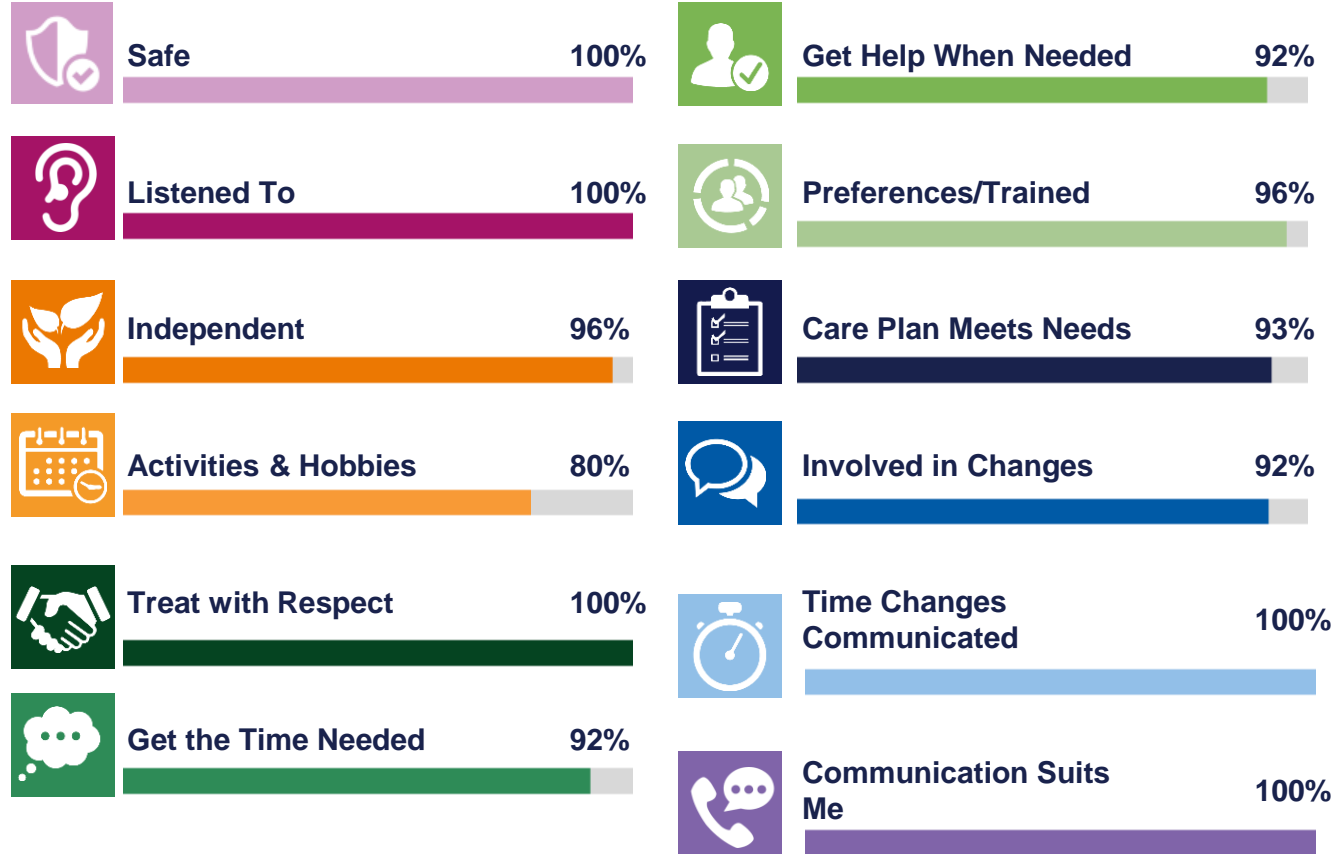 Safe 100%
Listened To 100%
Independent 96%
Activities & Hobbies 80%
Treat with Respect 100%
Get the Time Needed 92%
Get Help When Needed 92%
Preferences/Trained 96%
Care Plan Meets Needs 93%
Involved in Changes 92%
Time Changes
Communicated 100%
Communication Suits
Me 100%